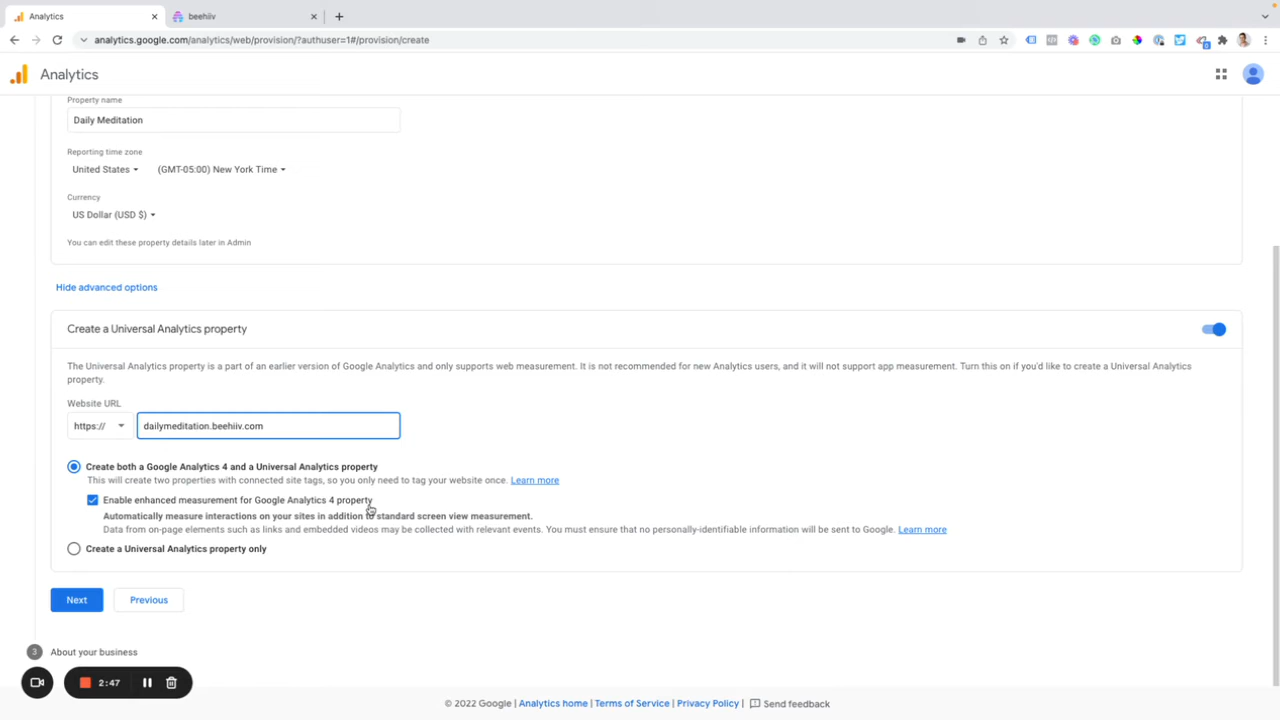 Analytics
beehiiv
analytics.google.com/analytics/web/provision/?authuser=1#/provision/create
Analytics
Property name
Daily Meditation
Reporting time zone
United States
(GMT-05:00) New York Time
Currency
US Dollar (USD $)
You can edit these property details later in Admin
Hide advanced options
Create a Universal Analytics property
The Universal Analytics property is a part of an earlier version of Google Analytics and only supports web measurement. It is not recommended for new Analytics users, and it will not support app measurement. Turn this on if you'd like to create a Universal Analytics
property.
Website URL
https://
dailymeditation.beehiiv.com
Create both a Google Analytics 4 and a Universal Analytics property
This will create two properties with connected site tags, so you only need to tag your website once. Learn more
Enable enhanced measurement for Google Analytics 4 property
Automatically measure interactions on your sites in addition to standard screen view measurement.
Data from on-page elements such as links and embedded videos may be collected with relevant events. You must ensure that no personally-identifiable information will be sent to Google. Learn more
Create a Universal Analytics property only
Next
Previous
3 About your business
2:47
© 2022 Google | Analytics home | Terms of Service | Privacy Policy | Send feedback